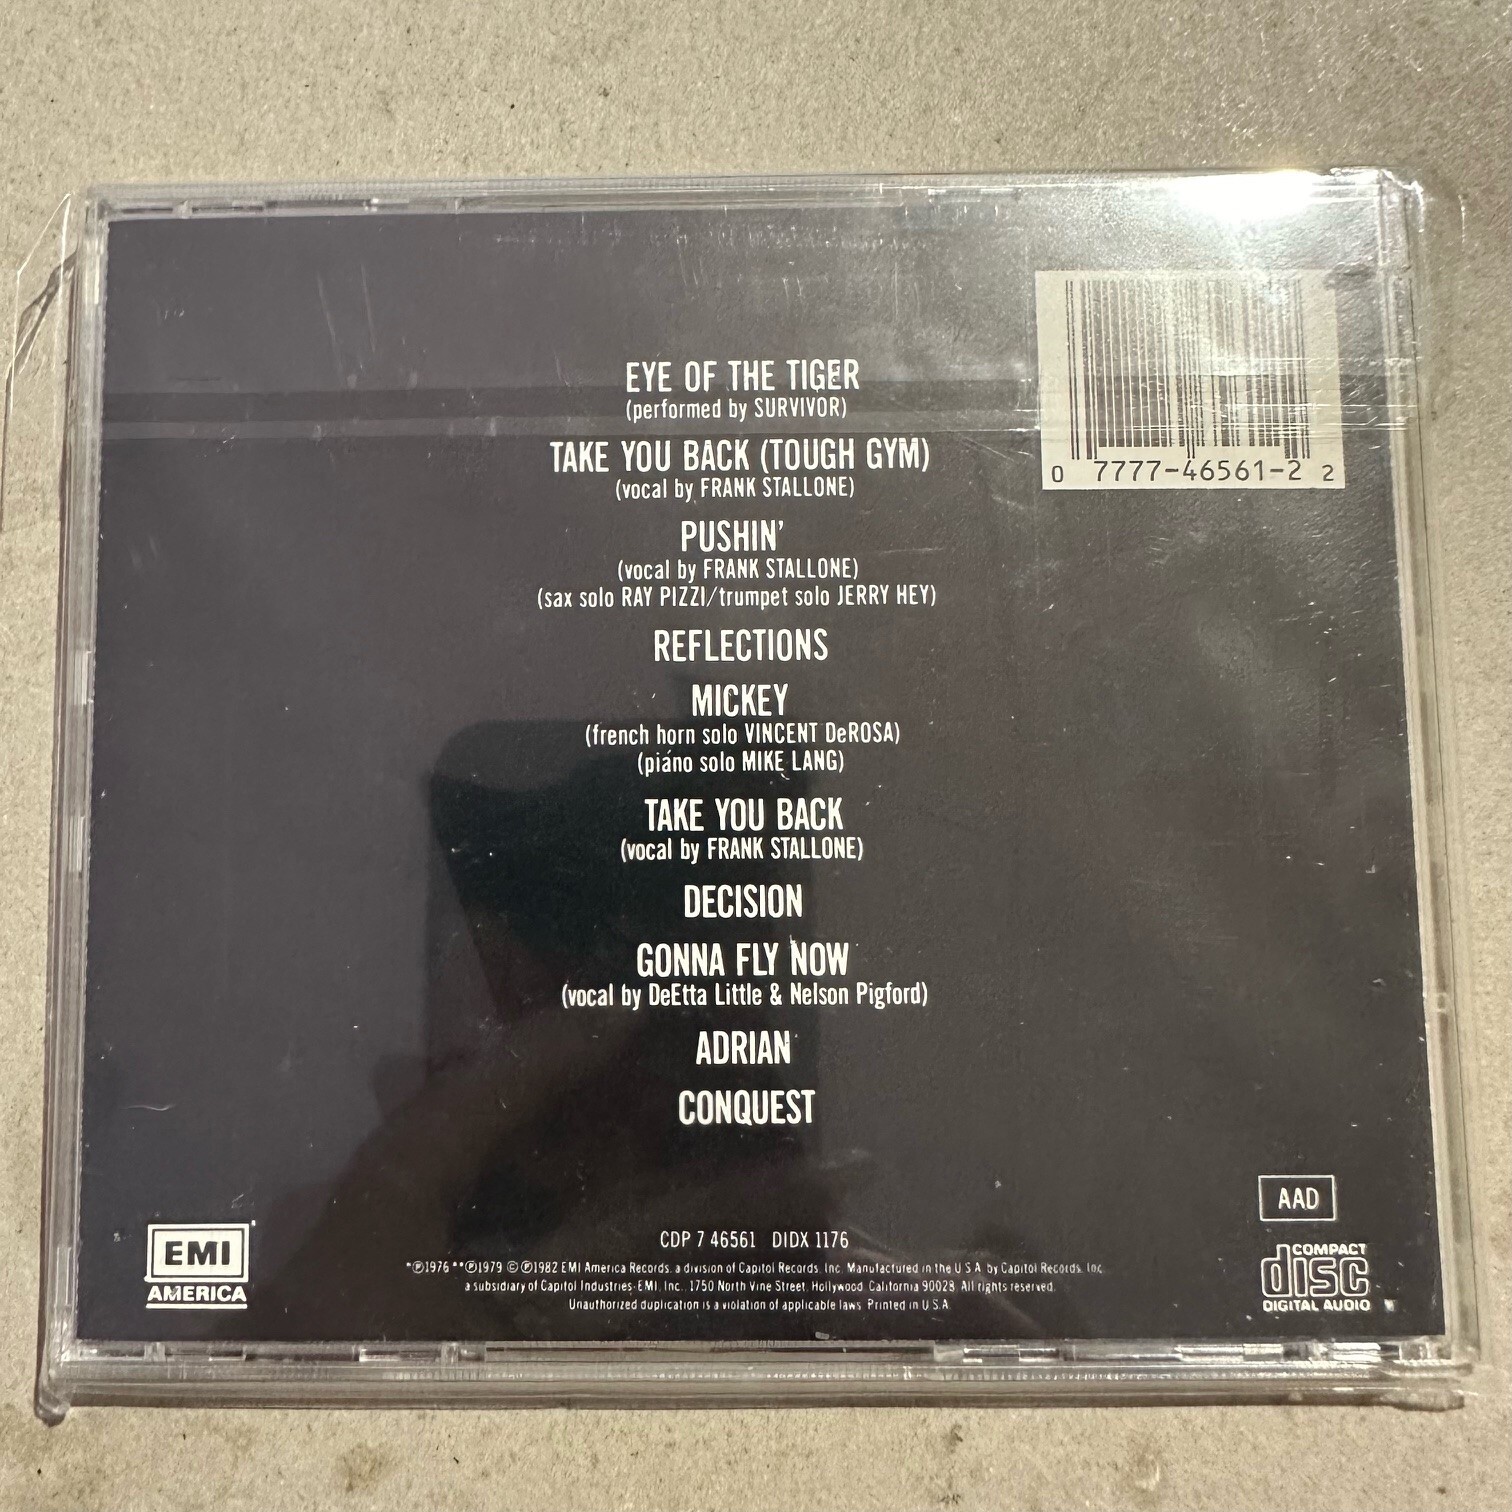 EYE OF THE TIGER
(performed by SURVIVOR)
TAKE YOU BACK (TOUGH GYM)
(vocal by FRANK STALLONE)
PUSHIN'
(vocal by FRANK STALLONE)
(sax solo RAY PIZZI/trumpet solo JERRY HEY)
REFLECTIONS
MICKEY
(french horn solo VINCENT DeROSA)
(piano solo MIKE LANG)
TAKE YOU BACK
(vocal by FRANK STALLONE)
DECISION
GONNA FLY NOW
(vocal by DeEtta Little & Nelson Pigford)
ADRIAN
CONQUEST
0 7777-46561-2 2
AAD
COMPACT
disc
DIGITAL AUDIO
EMI
AMERICA
CDP 7 46561 DIDX 1176
*℗1976 **℗1979 ©℗1982 EMI America Records, a division of Capitol Records, Inc. Manufactured in the U.S.A. by Capitol Records, Inc.
a subsidiary of Capitol Industries-EMI, Inc., 1750 North Vine Street, Hollywood, California 90028. All rights reserved.
Unauthorized duplication is a violation of applicable laws. Printed in U.S.A.